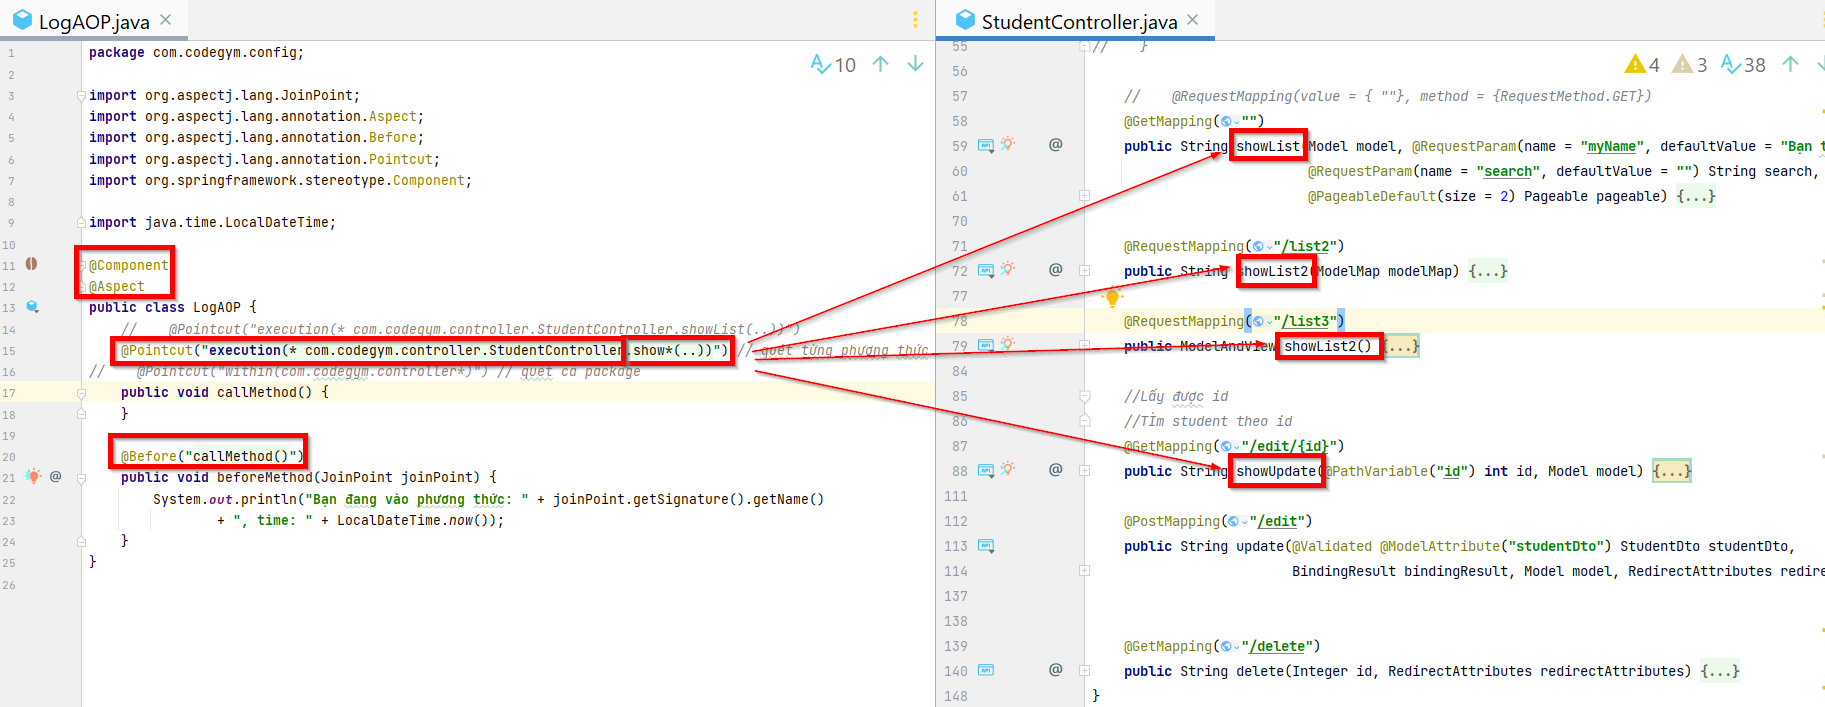 LogAOP.java
10
1 package com.codegym.config;
2
3 import org.aspectj.lang.JoinPoint;
4 import org.aspectj.lang.annotation.Aspect;
5 import org.aspectj.lang.annotation.Before;
6 import org.aspectj.lang.annotation.Pointcut;
7 import org.springframework.stereotype.Component;
8
9 import java.time.LocalDateTime;
10
11 @Component
12 @Aspect
13 public class LogAOP {
14 //    @Pointcut("execution(* com.codegym.controller.StudentController.showList(..))")
15 @Pointcut("execution(* com.codegym.controller.StudentController.show*(..))") // quét từng phương thức
16 //    @Pointcut("within(com.codegym.controller*)") // quét cả package
17 public void callMethod() {
18 }
19
20 @Before("callMethod()")
21 public void beforeMethod(JoinPoint joinPoint) {
22 System.out.println("Bạn đang vào phương thức: " + joinPoint.getSignature().getName()
23 + ", time: " + LocalDateTime.now());
24 }
25 }
26
StudentController.java
4 3 38
55 //    }
56
57 //    @RequestMapping(value = { ""}, method = {RequestMethod.GET})
58 @GetMapping("")
59 public String showList(Model model, @RequestParam(name = "myName", defaultValue = "Bạn t
60 @RequestParam(name = "search", defaultValue = "") String search,
61 @PageableDefault(size = 2) Pageable pageable) {...}
70
71 @RequestMapping("/list2")
72 public String showList2(ModelMap modelMap) {...}
77
78 @RequestMapping("/list3")
79 public ModelAndView showList2() {...}
84
85 //Lấy được id
86 //TÌm student theo id
87 @GetMapping("/edit/{id}")
88 public String showUpdate(@PathVariable("id") int id, Model model) {...}
111
112 @PostMapping("/edit")
113 public String update(@Validated @ModelAttribute("studentDto") StudentDto studentDto,
114 BindingResult bindingResult, Model model, RedirectAttributes redire
137
138
139 @GetMapping("/delete")
140 public String delete(Integer id, RedirectAttributes redirectAttributes) {...}
148 }